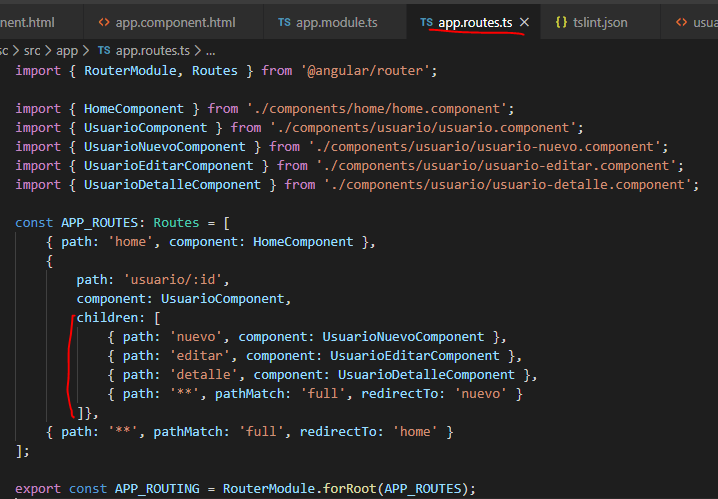 nent.html <> app.component.html TS app.module.ts TS app.routes.ts × {} tslint.json <> usua
sc > src > app > TS app.routes.ts > ...
import { RouterModule, Routes } from '@angular/router';
import { HomeComponent } from './components/home/home.component';
import { UsuarioComponent } from './components/usuario/usuario.component';
import { UsuarioNuevoComponent } from './components/usuario/usuario-nuevo.component';
import { UsuarioEditarComponent } from './components/usuario/usuario-editar.component';
import { UsuarioDetalleComponent } from './components/usuario/usuario-detalle.component';
const APP_ROUTES: Routes = [
    { path: 'home', component: HomeComponent },
    {
        path: 'usuario/:id',
        component: UsuarioComponent,
        children: [
            { path: 'nuevo', component: UsuarioNuevoComponent },
            { path: 'editar', component: UsuarioEditarComponent },
            { path: 'detalle', component: UsuarioDetalleComponent },
            { path: '**', pathMatch: 'full', redirectTo: 'nuevo' }
        ]},
    { path: '**', pathMatch: 'full', redirectTo: 'home' }
];
export const APP_ROUTING = RouterModule.forRoot(APP_ROUTES);